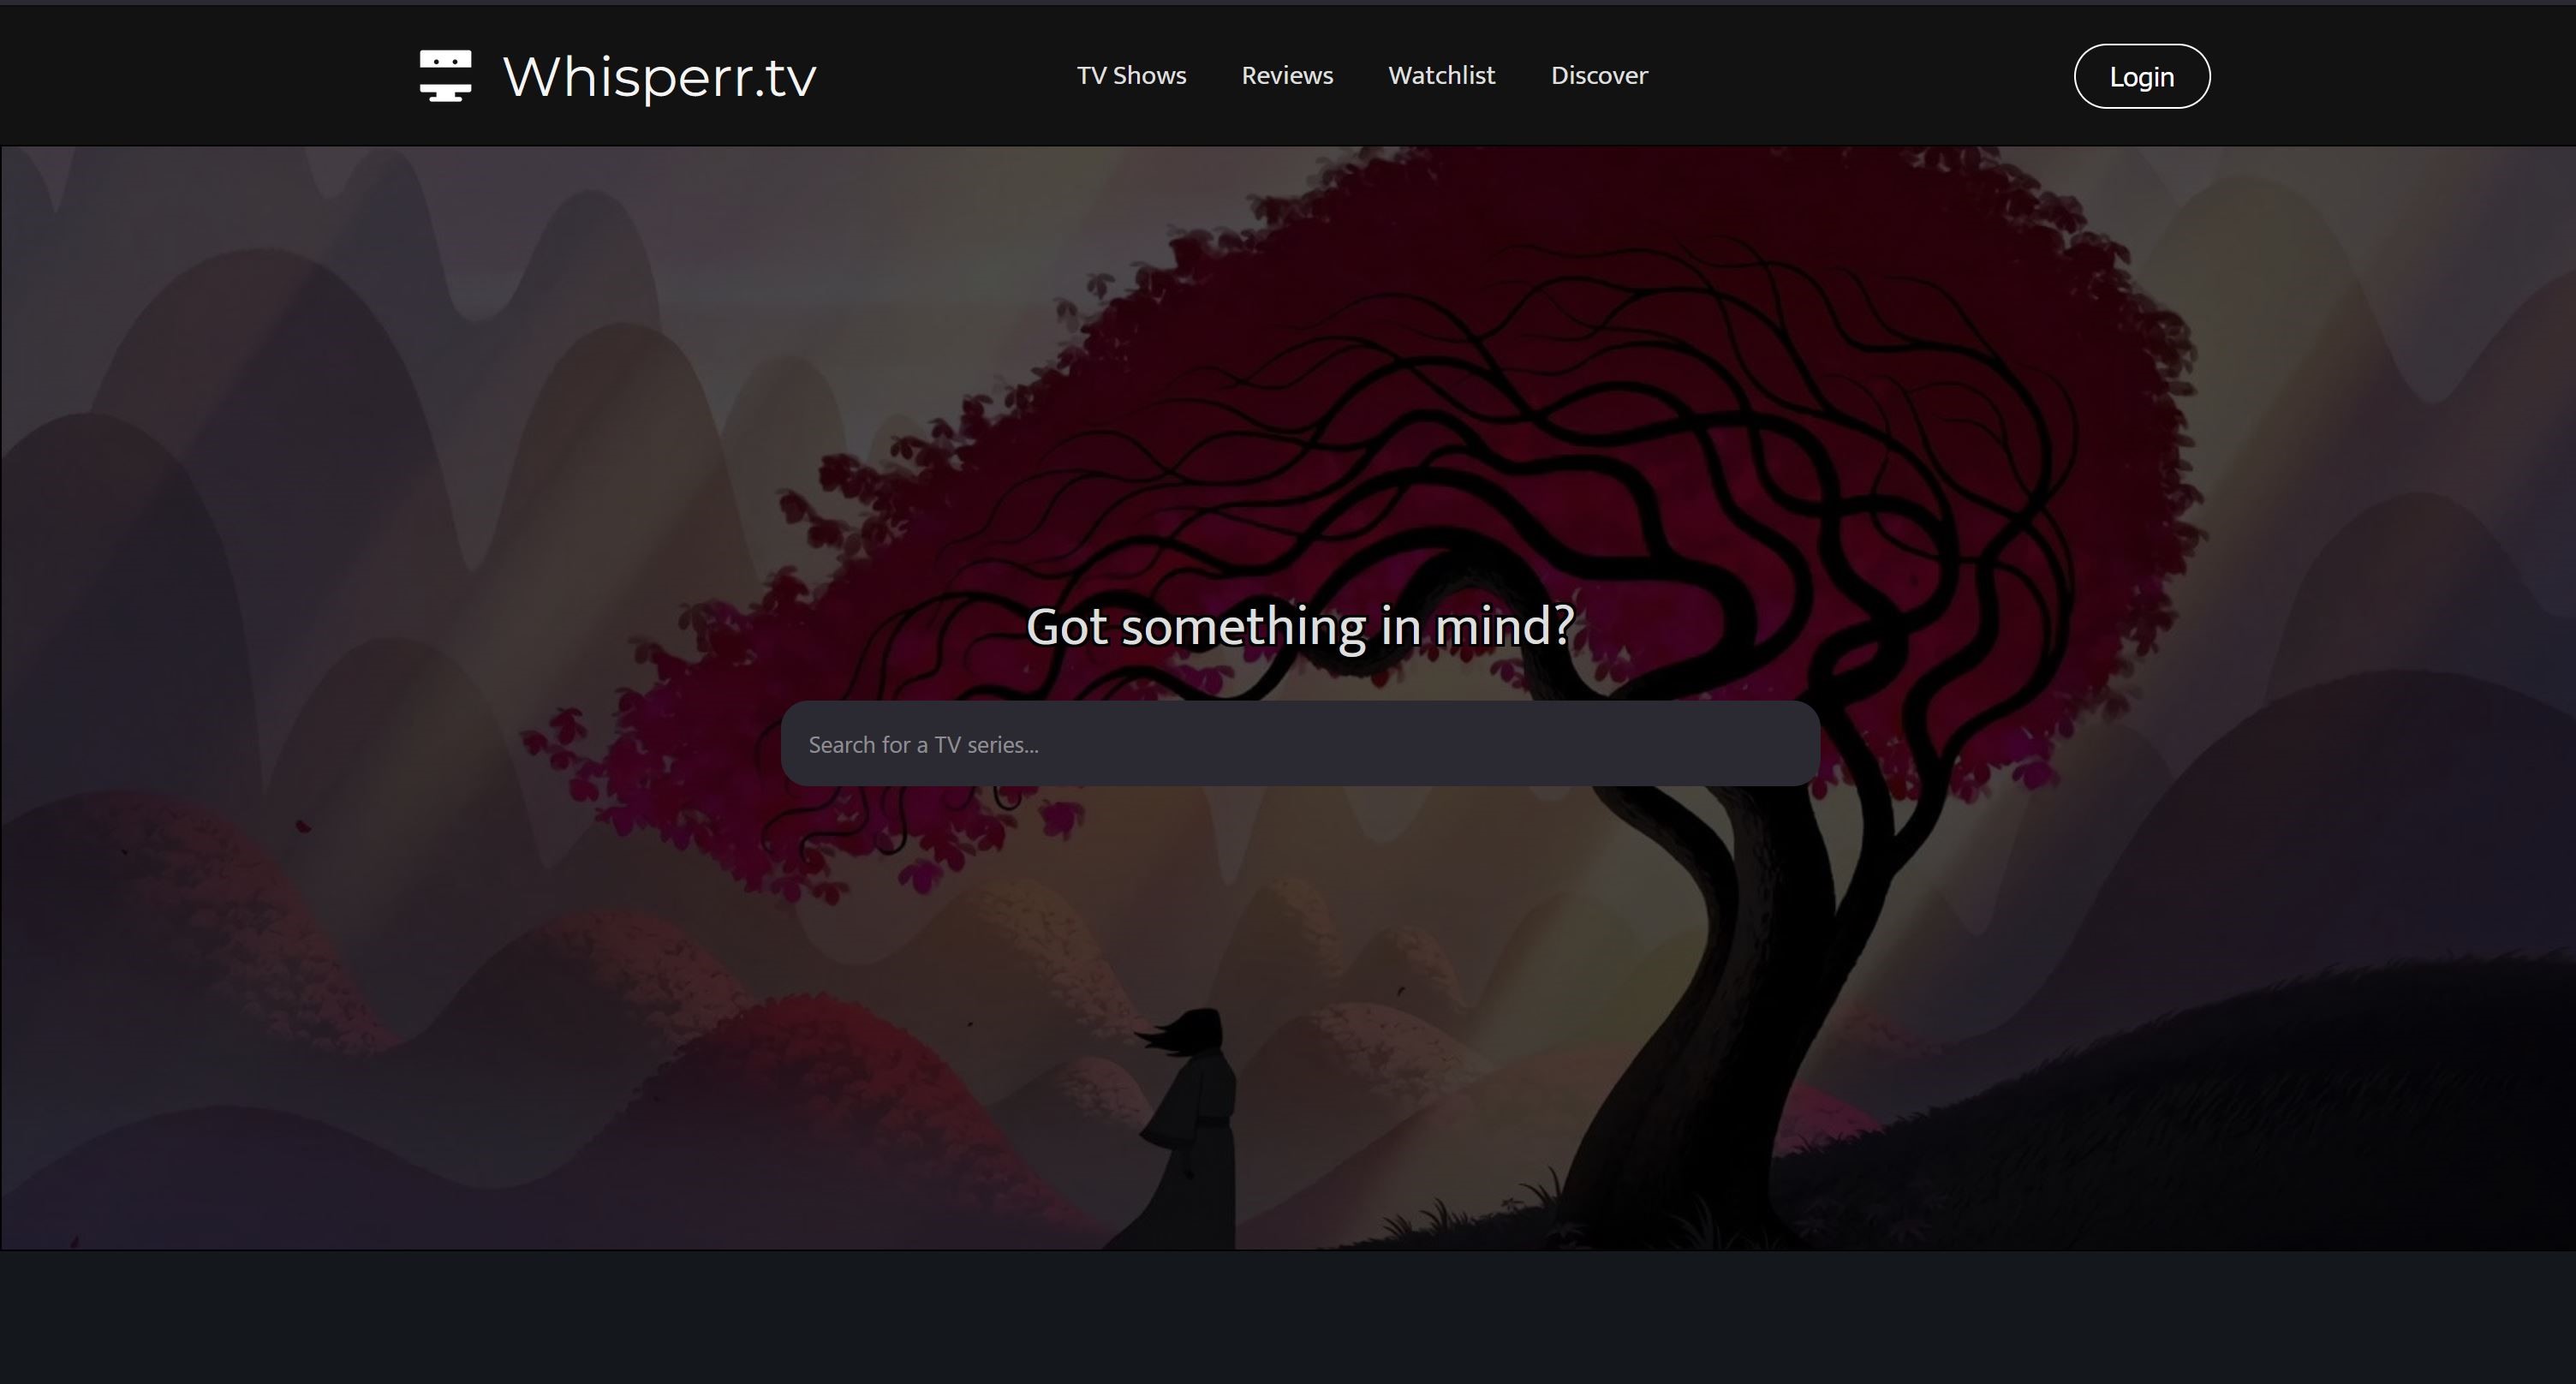 Whisperr.tv
TV Shows
Reviews
Watchlist
Discover
Login
Got something in mind?
Search for a TV series...